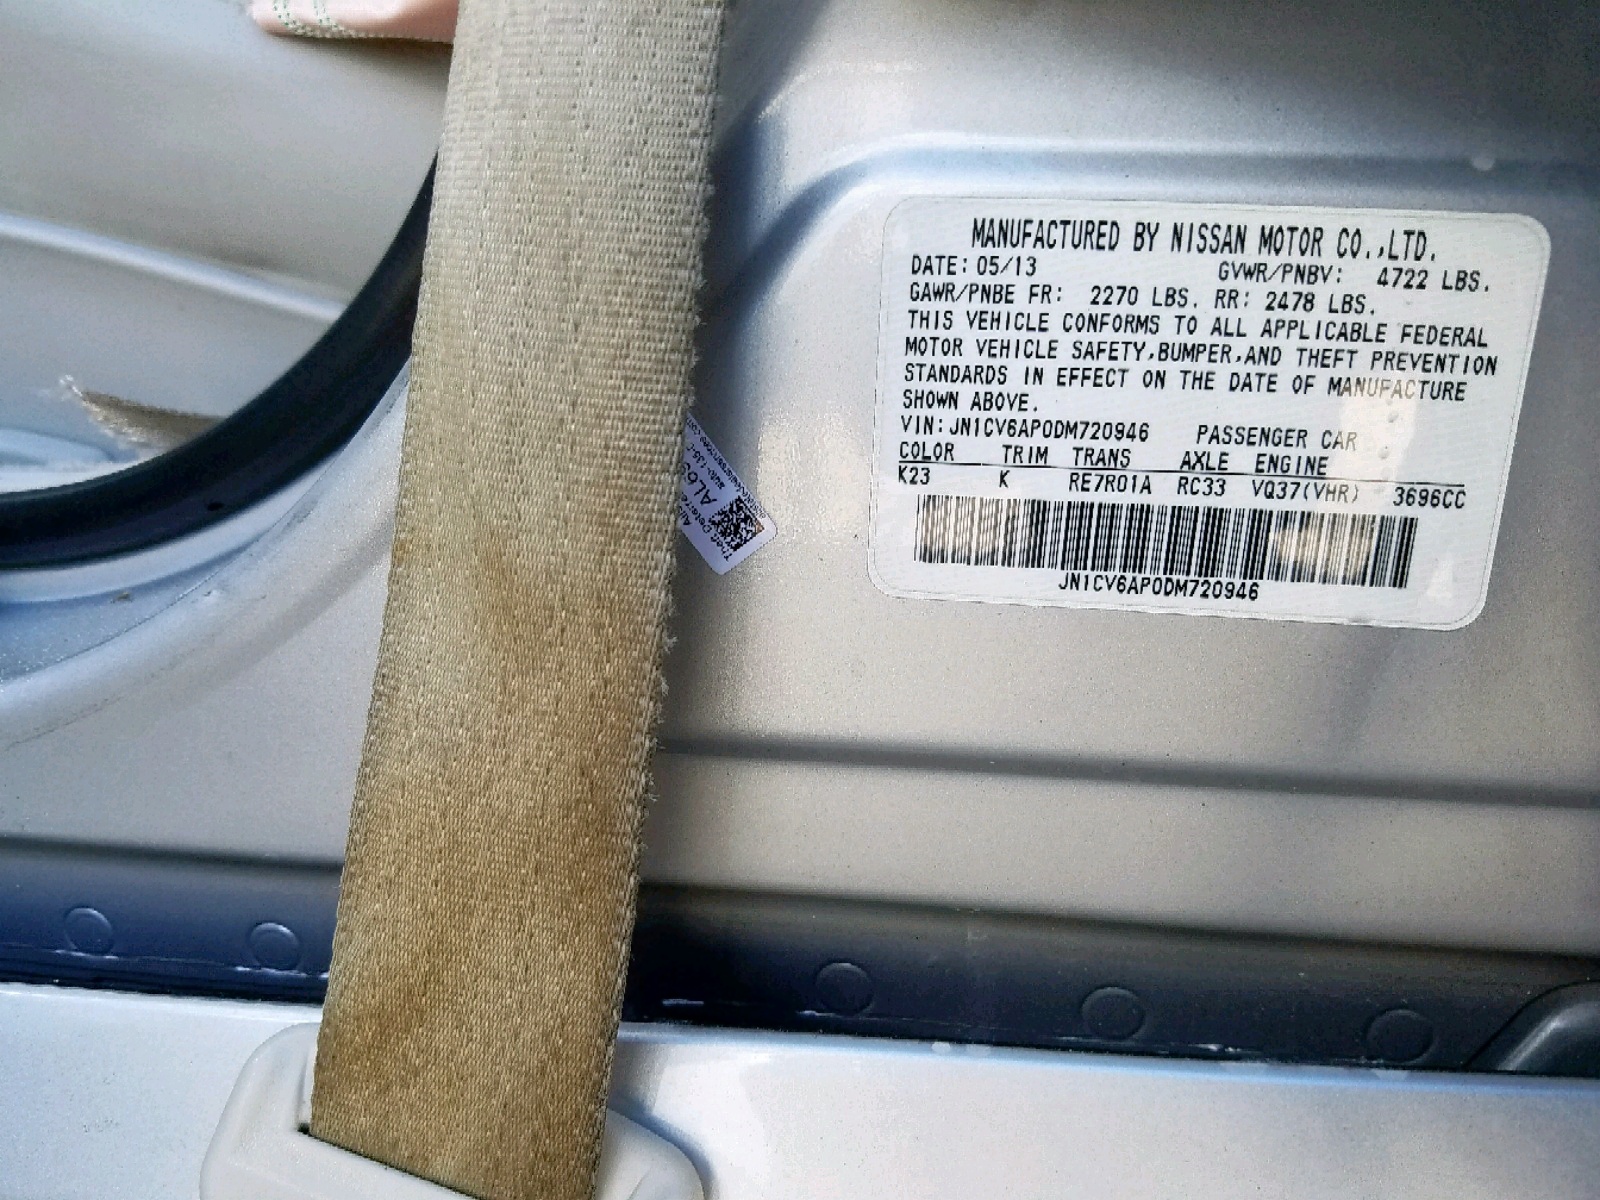 MANUFACTURED BY NISSAN MOTOR CO.,LTD.
DATE: 05/13 GVWR/PNBV: 4722 LBS.
GAWR/PNBE FR: 2270 LBS. RR: 2478 LBS.
THIS VEHICLE CONFORMS TO ALL APPLICABLE FEDERAL
MOTOR VEHICLE SAFETY,BUMPER,AND THEFT PREVENTION
STANDARDS IN EFFECT ON THE DATE OF MANUFACTURE
SHOWN ABOVE.
VIN: JN1CV6AP0DM720946 PASSENGER CAR
COLOR TRIM TRANS AXLE ENGINE
K23 K RE7R01A RC33 VQ37(VHR) 3696CC
JN1CV6AP0DM720946